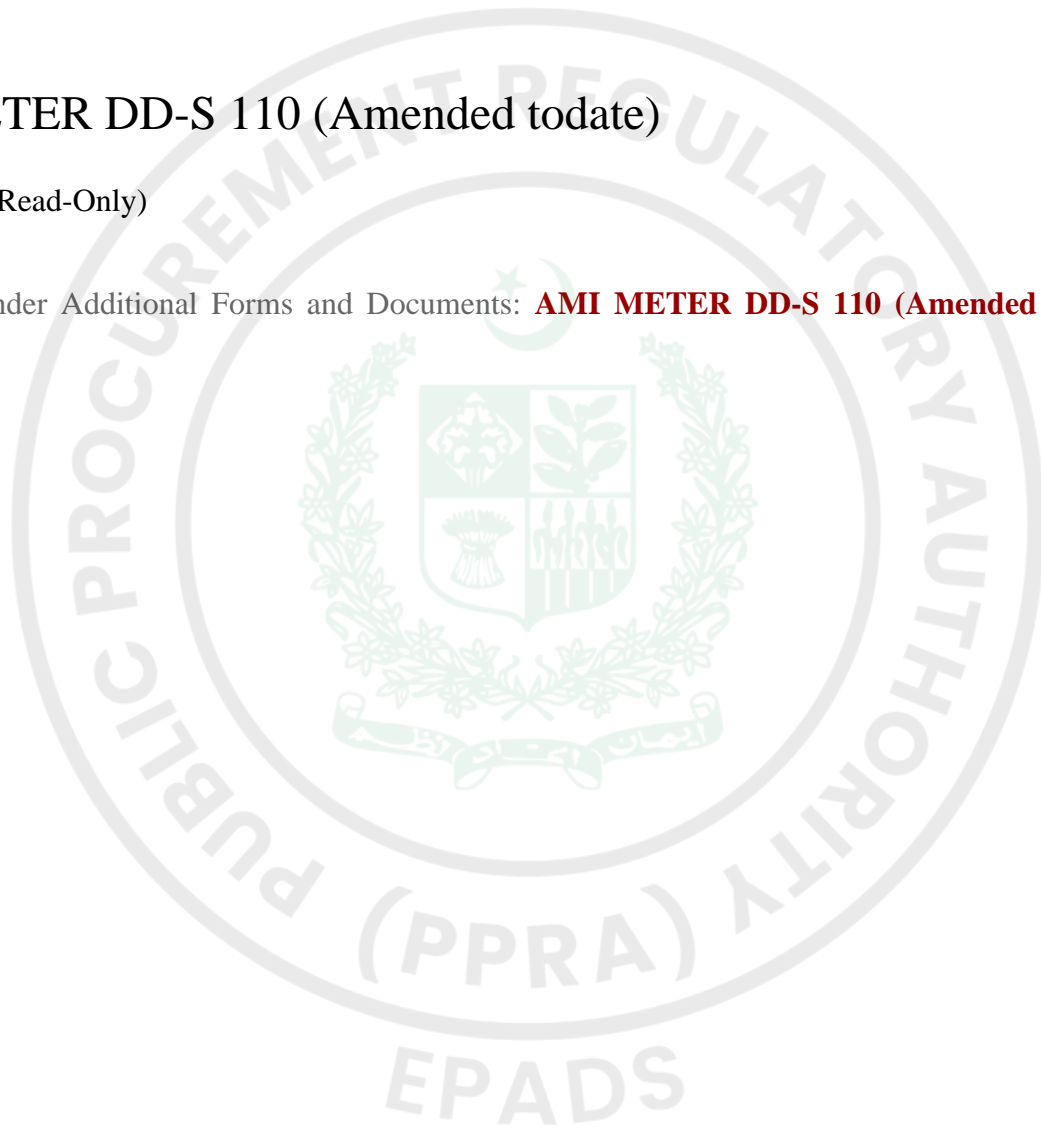 ETER DD-S 110 (Amended todate)
Read-Only)
nder Additional Forms and Documents: AMI METER DD-S 110 (Amended
PUBLIC PROCUREMENT REGULATORY AUTHORITY
(PPRA)
EPADS